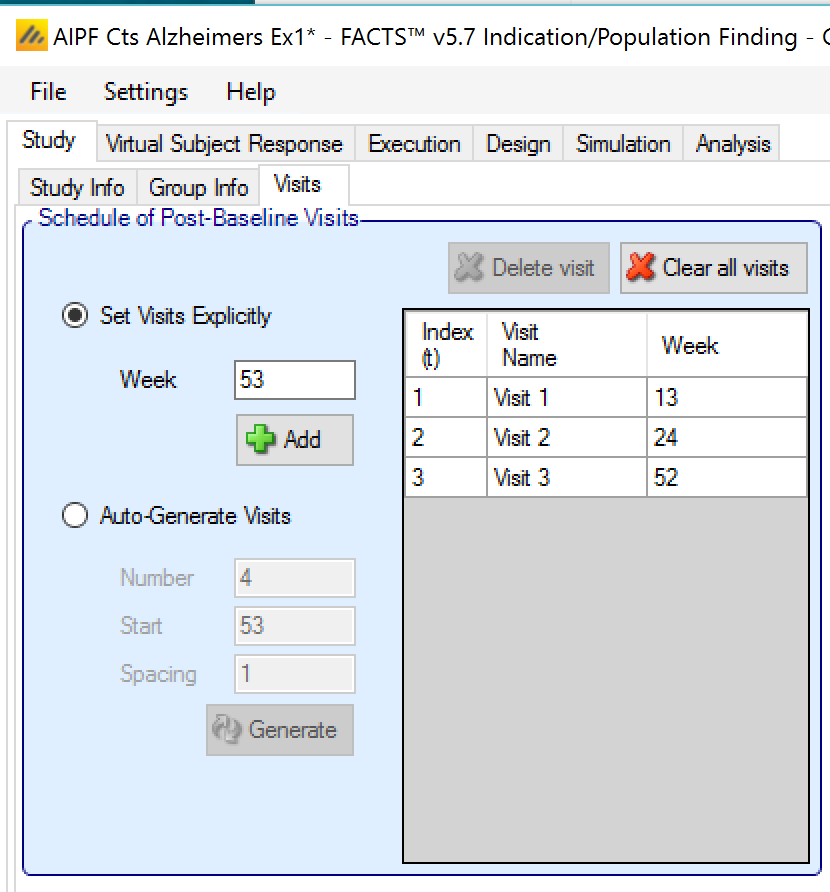 AIPF Cts Alzheimers Ex1* - FACTS™ v5.7 Indication/Population Finding -
File Settings Help
Study Virtual Subject Response Execution Design Simulation Analysis
Study Info Group Info Visits
Schedule of Post-Baseline Visits
Delete visit Clear all visits
Set Visits Explicitly
Week 53
Add
Auto-Generate Visits
Number 4
Start 53
Spacing 1
Generate
Index (t) Visit Name Week
1 Visit 1 13
2 Visit 2 24
3 Visit 3 52